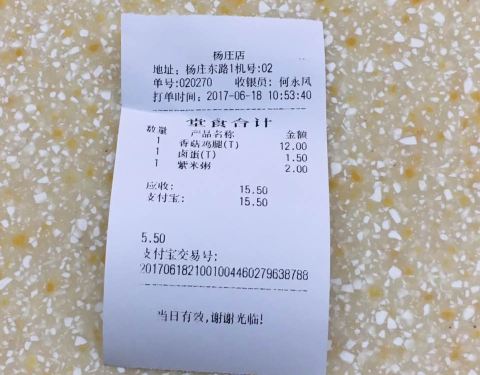 杨庄店
地址：杨庄东路1机号:02
单号:020270 收银员: 何永凤
打单时间: 2017-06-18 10:53:40
堂食合计
数量 产品名称 金额
1 香菇鸡腿(T) 12.00
1 卤蛋(T) 1.50
1 紫米粥 2.00
应收: 15.50
支付宝: 15.50
5.50
支付宝交易号:
2017061821001004460279638788
当日有效,谢谢光临!